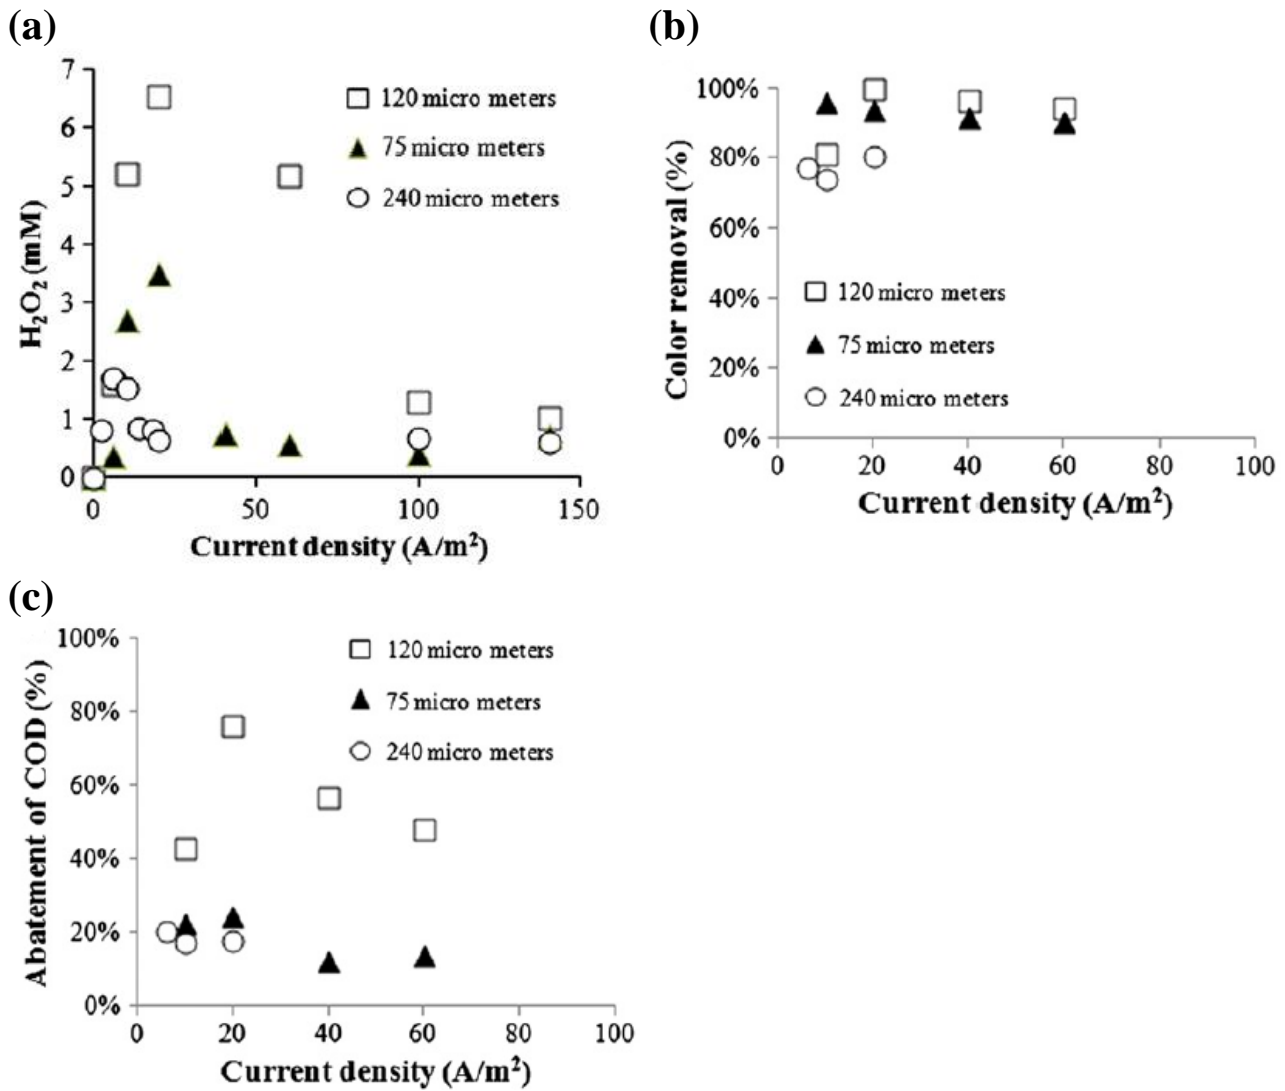 (a)
7
6
5
4
3
2
1
0
H₂O₂ (mM)
120 micro meters
75 micro meters
240 micro meters
0 50 100 150
Current density (A/m²)
(b)
100%
80%
60%
40%
20%
0%
Color removal (%)
120 micro meters
75 micro meters
240 micro meters
0 20 40 60 80 100
Current density (A/m²)
(c)
100%
80%
60%
40%
20%
0%
Abatement of COD (%)
120 micro meters
75 micro meters
240 micro meters
0 20 40 60 80 100
Current density (A/m²)